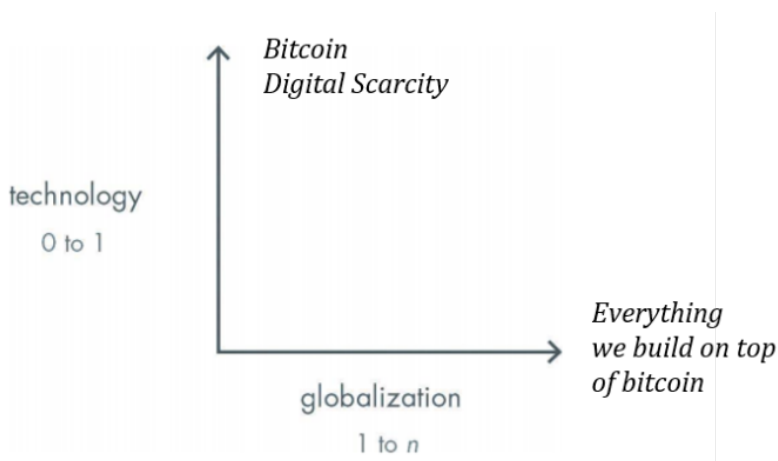 Bitcoin
Digital Scarcity
technology
0 to 1
Everything
we build on top
of bitcoin
globalization
1 to n